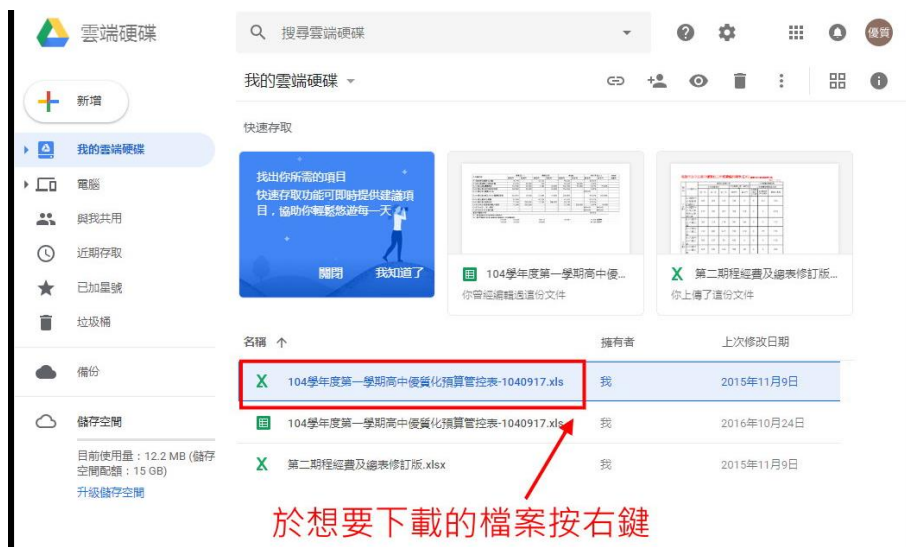 雲端硬碟
搜尋雲端硬碟
優質
新增
我的雲端硬碟
快速存取
我的雲端硬碟
電腦
與我共用
近期存取
已加星號
垃圾桶
備份
儲存空間
目前使用量：12.2 MB (儲存
空間配額：15 GB)
升級儲存空間
找出你所需的項目
快速存取功能可即時提供建議項
目，協助你輕鬆悠遊每一天
關閉 我知道了
104學年度第一學期高中優...
你曾經編輯過這份文件
X 第二期程經費及總表修訂版...
你上傳了這份文件
名稱 擁有者 上次修改日期
X 104學年度第一學期高中優質化預算管控表-1040917.xls 我 2015年11月9日
104學年度第一學期高中優質化預算管控表-1040917.xls 我 2016年10月24日
X 第二期程經費及總表修訂版.xlsx 我 2015年11月9日
於想要下載的檔案按右鍵